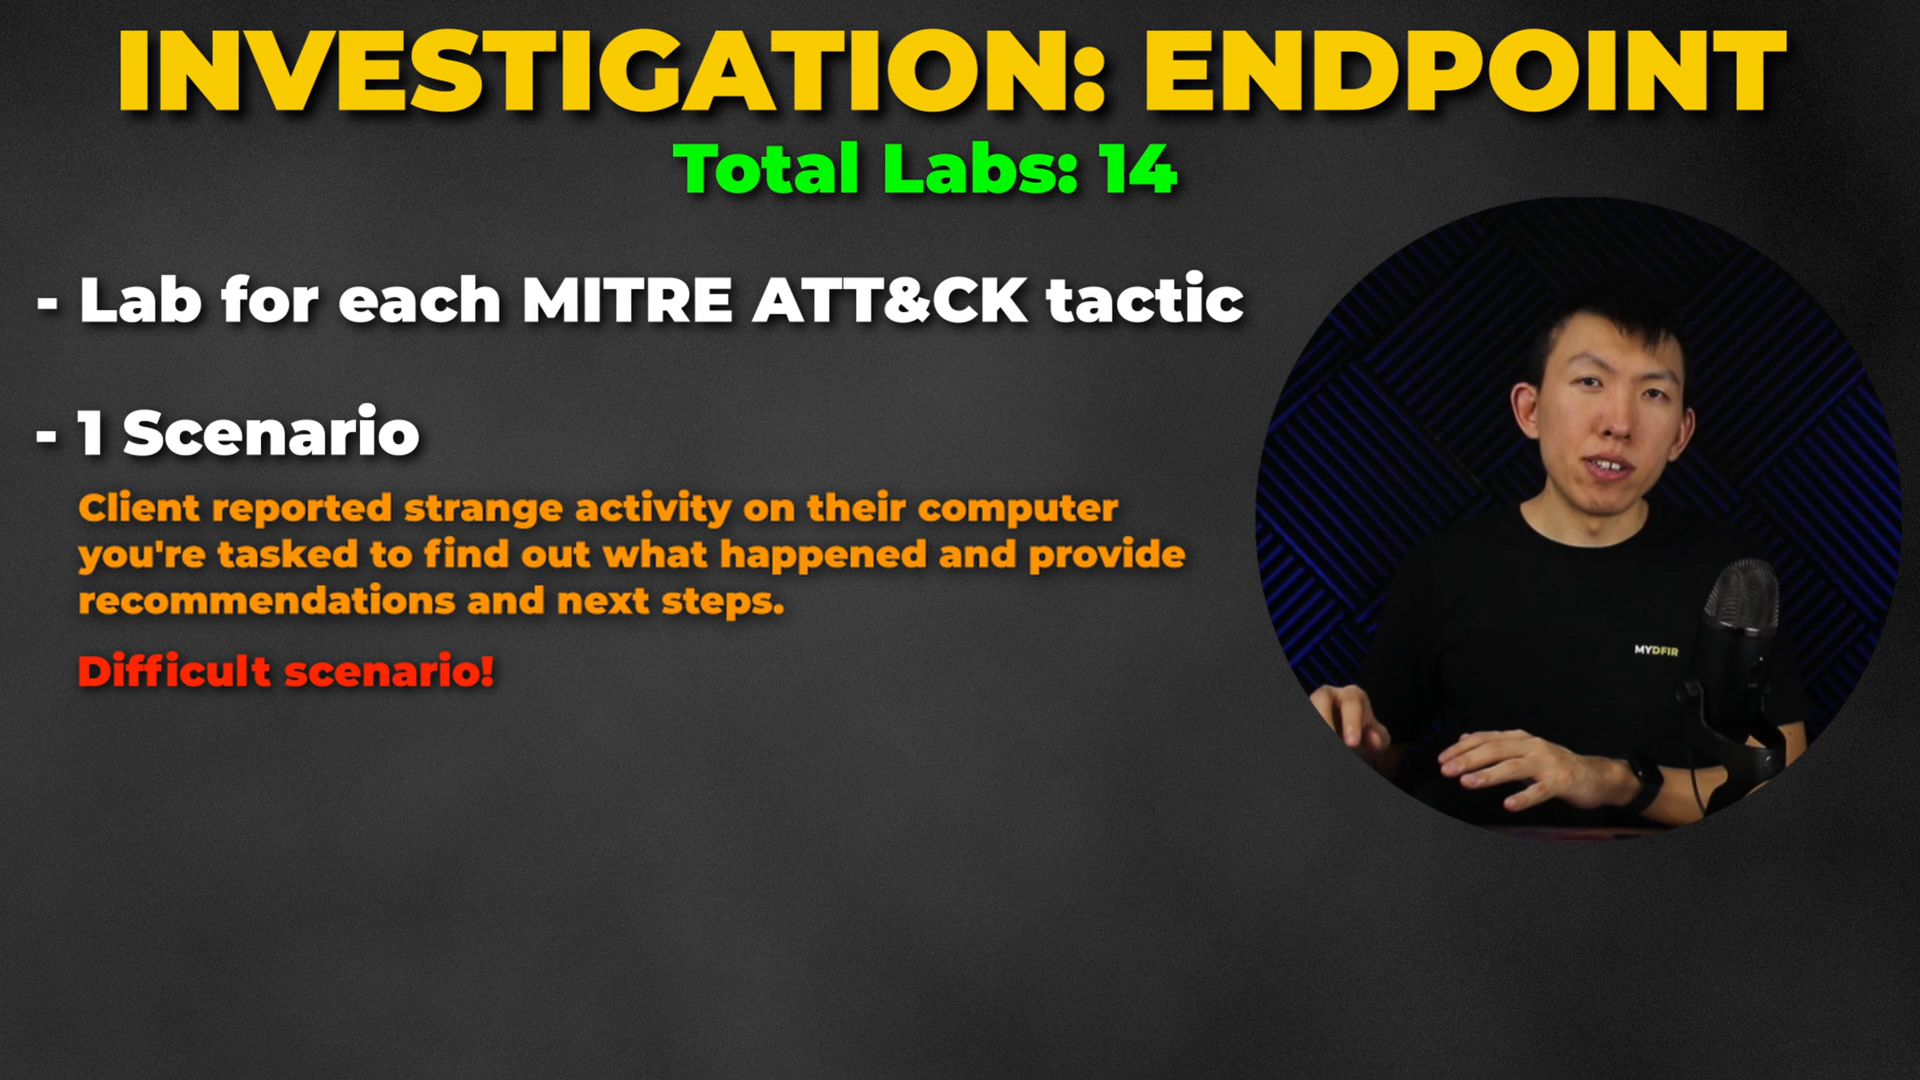 INVESTIGATION: ENDPOINT
Total Labs: 14
- Lab for each MITRE ATT&CK tactic
- 1 Scenario
Client reported strange activity on their computer
you're tasked to find out what happened and provide
recommendations and next steps.
Difficult scenario!
MYDFIR